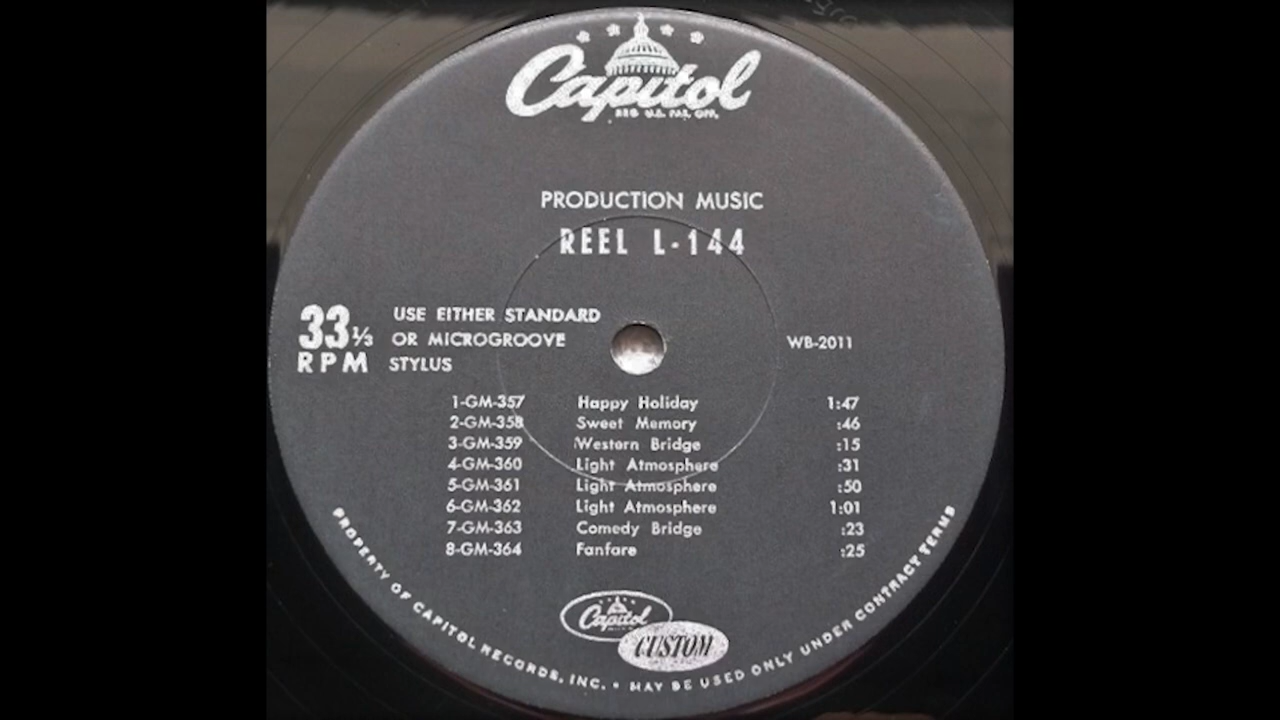 Capitol
REG. U.S. PAT. OFF.
PRODUCTION MUSIC
REEL L-144
33⅓ RPM
USE EITHER STANDARD
OR MICROGROOVE
STYLUS
WB-2011
1-GM-357 Happy Holiday 1:47
2-GM-358 Sweet Memory :46
3-GM-359 Western Bridge :15
4-GM-360 Light Atmosphere :31
5-GM-361 Light Atmosphere :50
6-GM-362 Light Atmosphere 1:01
7-GM-363 Comedy Bridge :23
8-GM-364 Fanfare :25
Capitol
CUSTOM
PROPERTY OF CAPITOL RECORDS, INC. • MAY BE USED ONLY UNDER CONTRACT TERMS